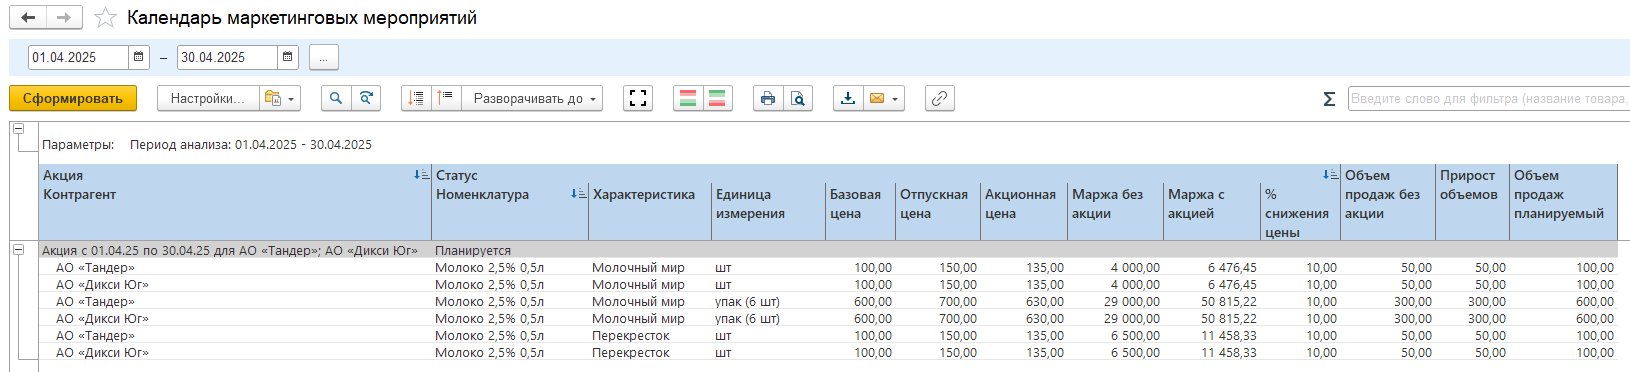 Календарь маркетинговых мероприятий
01.04.2025 – 30.04.2025 ...
Сформировать Настройки... Разворачивать до Σ Введите слово для фильтра (название товара,
Параметры: Период анализа: 01.04.2025 - 30.04.2025
Акция Статус Объем продаж без акции Прирост объемов Объем продаж планируемый
Контрагент Номенклатура Характеристика Единица измерения Базовая цена Отпускная цена Акционная цена Маржа без акции Маржа с акцией % снижения цены
Акция с 01.04.25 по 30.04.25 для АО «Тандер»; АО «Дикси Юг» Планируется
АО «Тандер» Молоко 2,5% 0,5л Молочный мир шт 100,00 150,00 135,00 4 000,00 6 476,45 10,00 50,00 50,00 100,00
АО «Дикси Юг» Молоко 2,5% 0,5л Молочный мир шт 100,00 150,00 135,00 4 000,00 6 476,45 10,00 50,00 50,00 100,00
АО «Тандер» Молоко 2,5% 0,5л Молочный мир упак (6 шт) 600,00 700,00 630,00 29 000,00 50 815,22 10,00 300,00 300,00 600,00
АО «Дикси Юг» Молоко 2,5% 0,5л Молочный мир упак (6 шт) 600,00 700,00 630,00 29 000,00 50 815,22 10,00 300,00 300,00 600,00
АО «Тандер» Молоко 2,5% 0,5л Перекресток шт 100,00 150,00 135,00 6 500,00 11 458,33 10,00 50,00 50,00 100,00
АО «Дикси Юг» Молоко 2,5% 0,5л Перекресток шт 100,00 150,00 135,00 6 500,00 11 458,33 10,00 50,00 50,00 100,00